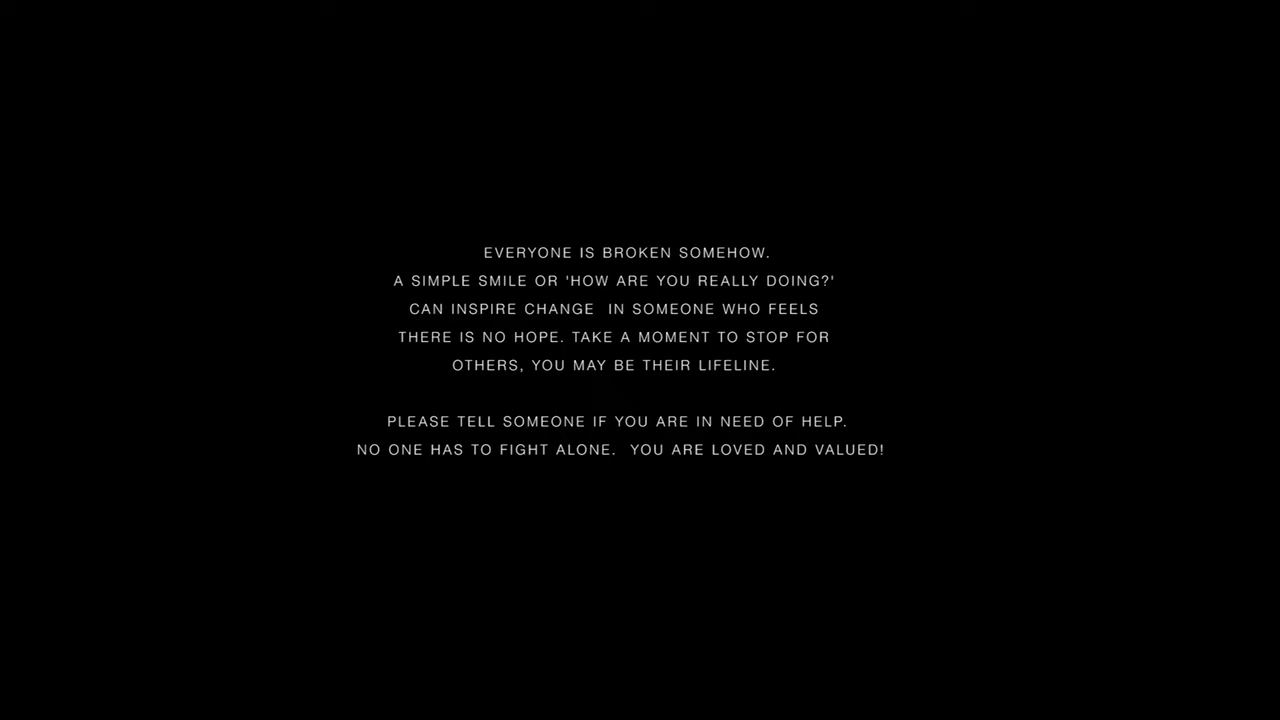 EVERYONE IS BROKEN SOMEHOW.
A SIMPLE SMILE OR 'HOW ARE YOU REALLY DOING?'
CAN INSPIRE CHANGE  IN SOMEONE WHO FEELS
THERE IS NO HOPE. TAKE A MOMENT TO STOP FOR
OTHERS, YOU MAY BE THEIR LIFELINE.
PLEASE TELL SOMEONE IF YOU ARE IN NEED OF HELP.
NO ONE HAS TO FIGHT ALONE.  YOU ARE LOVED AND VALUED!